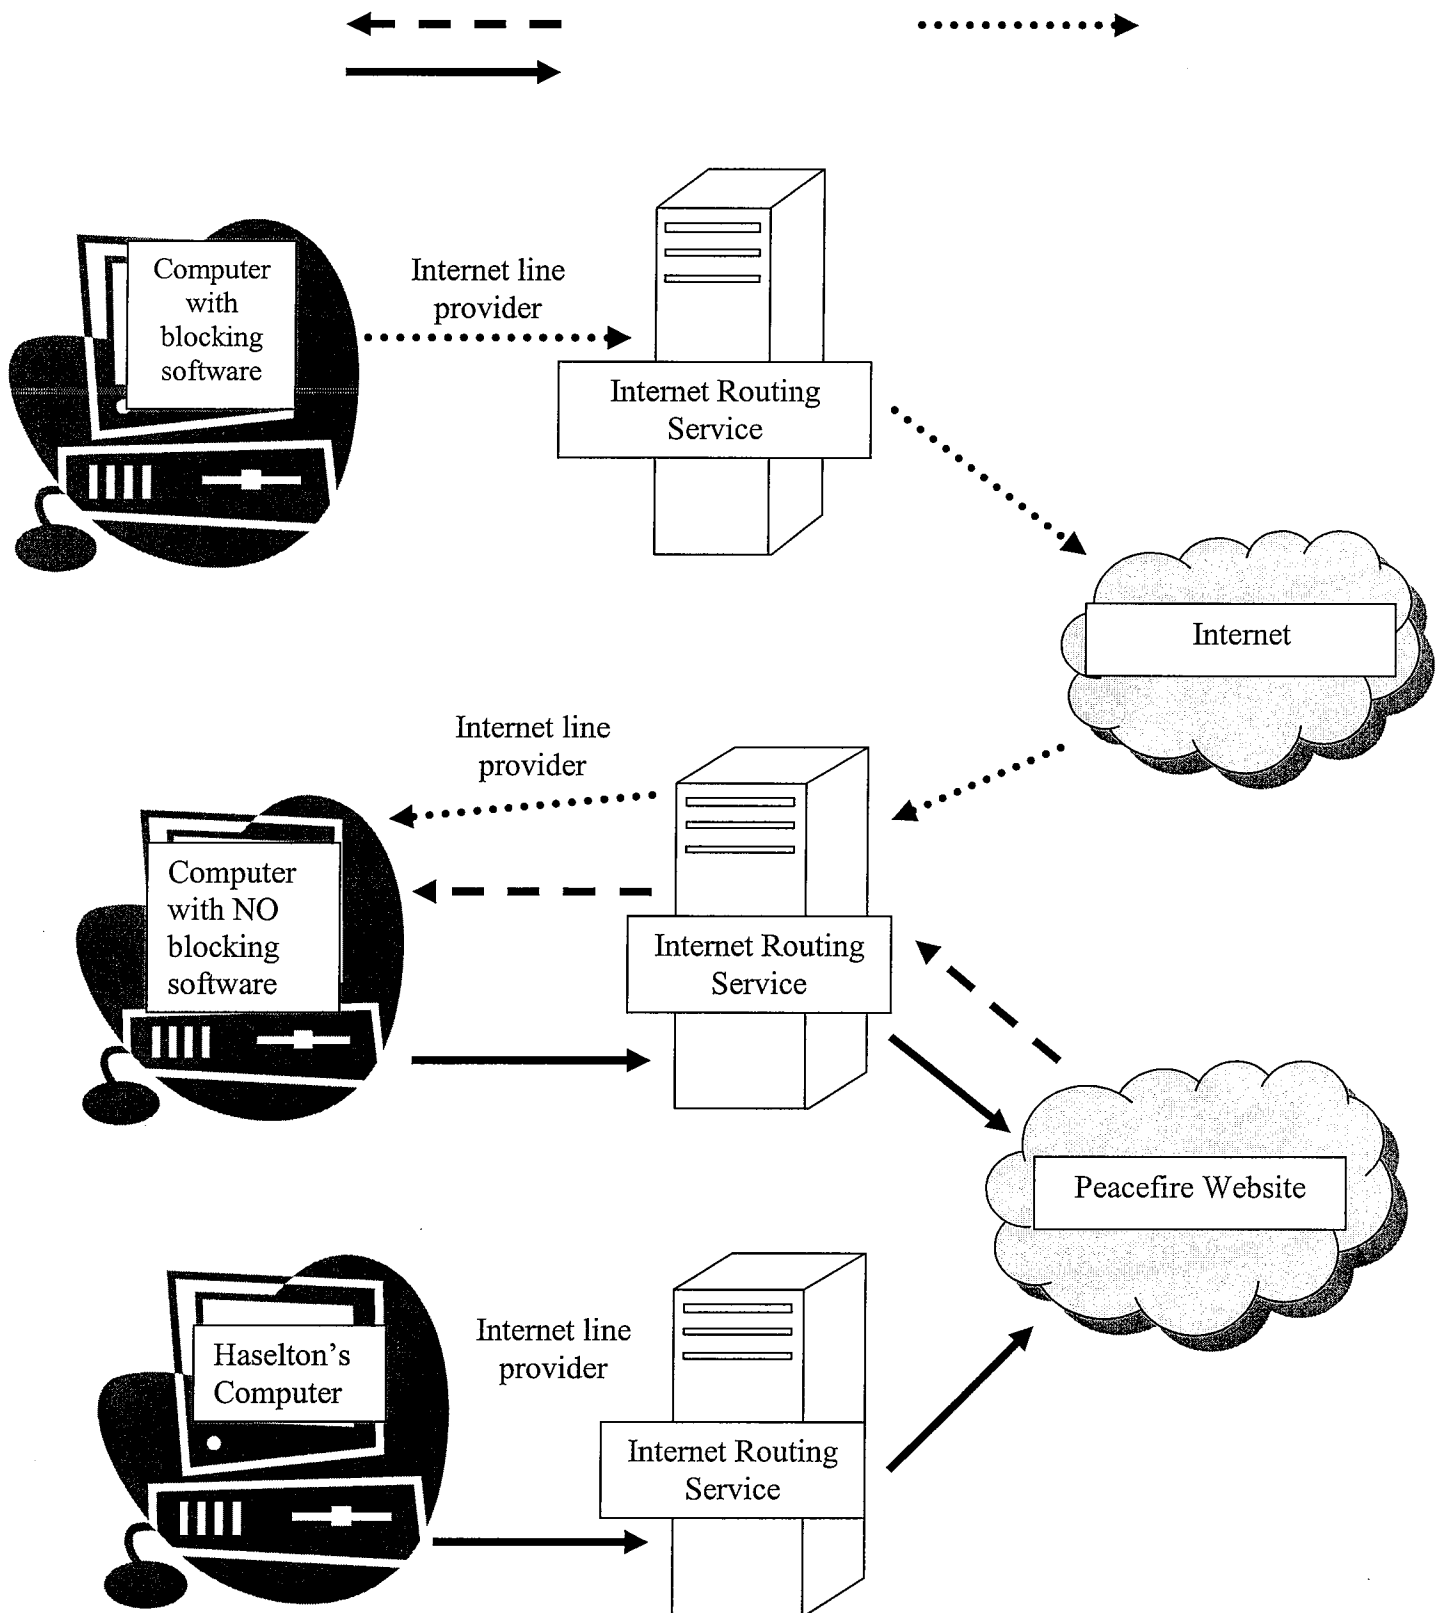 Computer
with
blocking
software
Internet line
provider
Internet Routing
Service
Internet
Internet line
provider
Computer
with NO
blocking
software
Internet Routing
Service
Peacefire Website
Haselton's
Computer
Internet line
provider
Internet Routing
Service